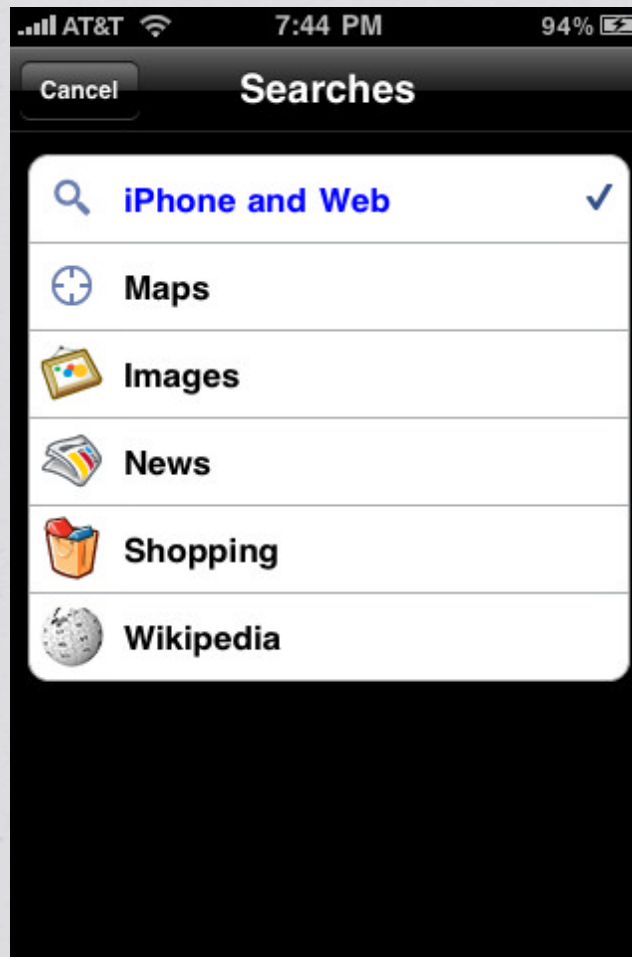 AT&T 7:44 PM 94%
Cancel Searches
iPhone and Web
Maps
Images
News
Shopping
Wikipedia